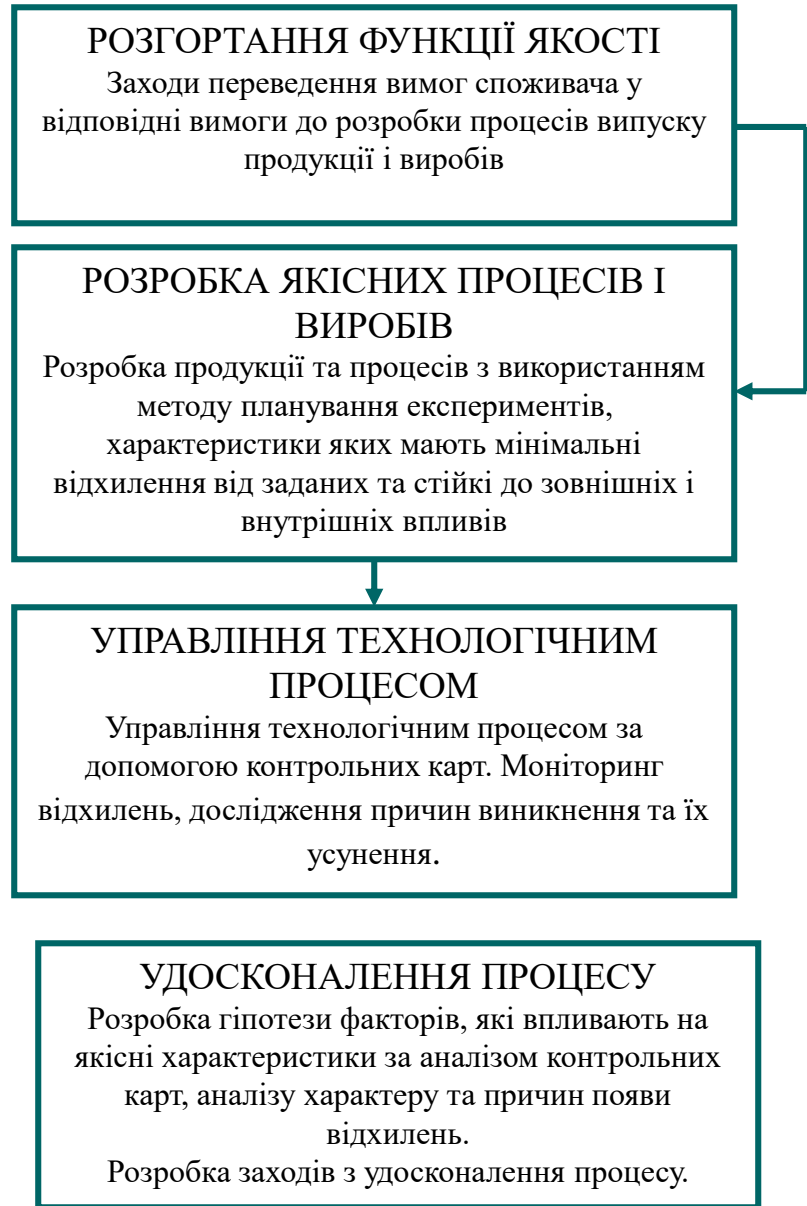 РОЗГОРТАННЯ ФУНКЦІЇ ЯКОСТІ
Заходи переведення вимог споживача у
відповідні вимоги до розробки процесів випуску
продукції і виробів
РОЗРОБКА ЯКІСНИХ ПРОЦЕСІВ І
ВИРОБІВ
Розробка продукції та процесів з використанням
методу планування експериментів,
характеристики яких мають мінімальні
відхилення від заданих та стійкі до зовнішніх і
внутрішніх впливів
УПРАВЛІННЯ ТЕХНОЛОГІЧНИМ
ПРОЦЕСОМ
Управління технологічним процесом за
допомогою контрольних карт. Моніторинг
відхилень, дослідження причин виникнення та їх
усунення.
УДОСКОНАЛЕННЯ ПРОЦЕСУ
Розробка гіпотези факторів, які впливають на
якісні характеристики за аналізом контрольних
карт, аналізу характеру та причин появи
відхилень.
Розробка заходів з удосконалення процесу.